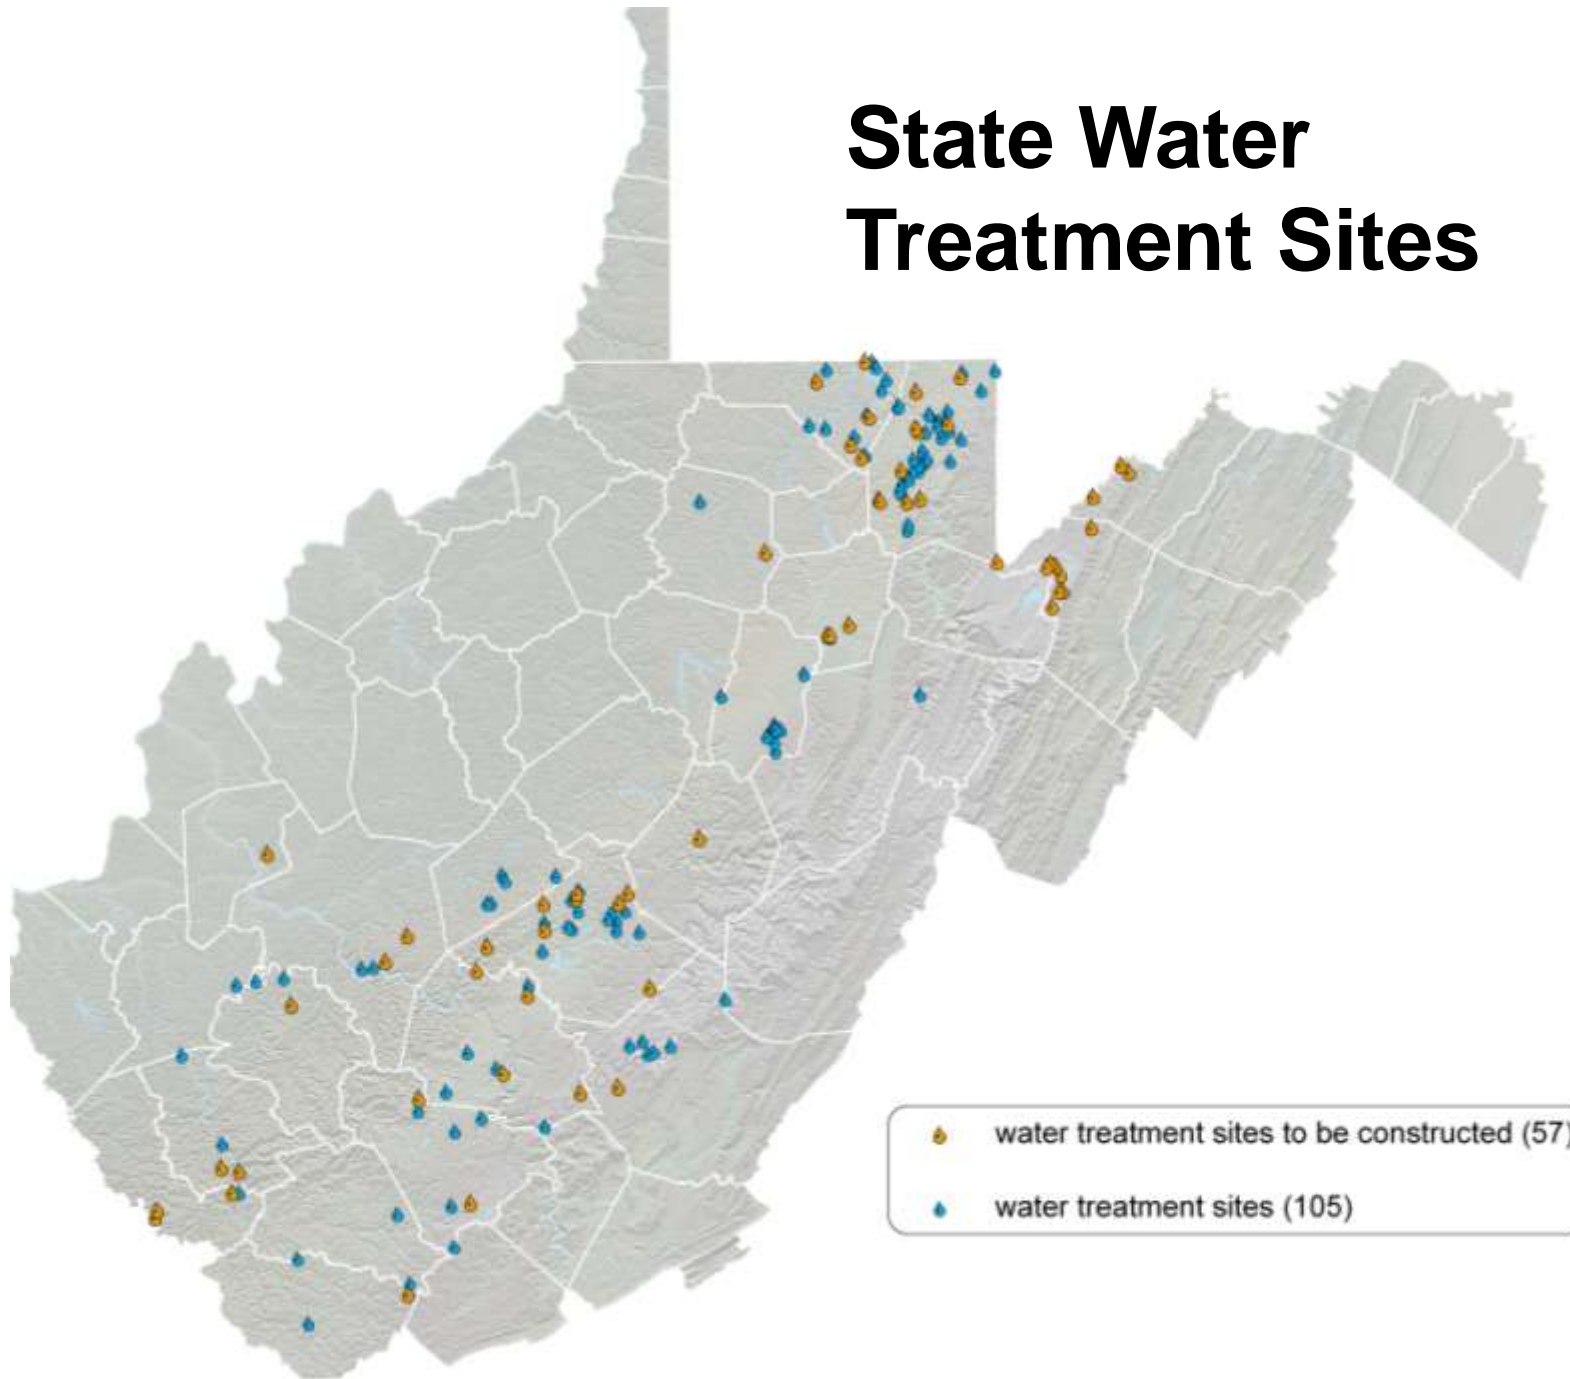 State Water
Treatment Sites
water treatment sites to be constructed (57)
water treatment sites (105)